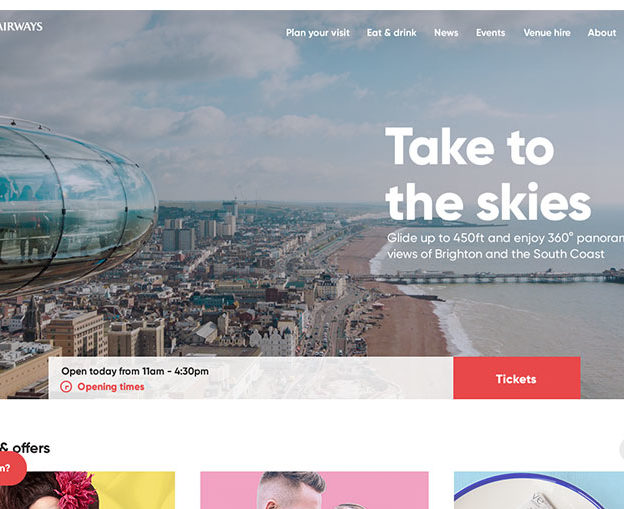 AIRWAYS
Plan your visit Eat & drink News Events Venue hire About
Take to
the skies
Glide up to 450ft and enjoy 360° panoram
views of Brighton and the South Coast
Open today from 11am - 4:30pm
Opening times
Tickets
& offers
n?